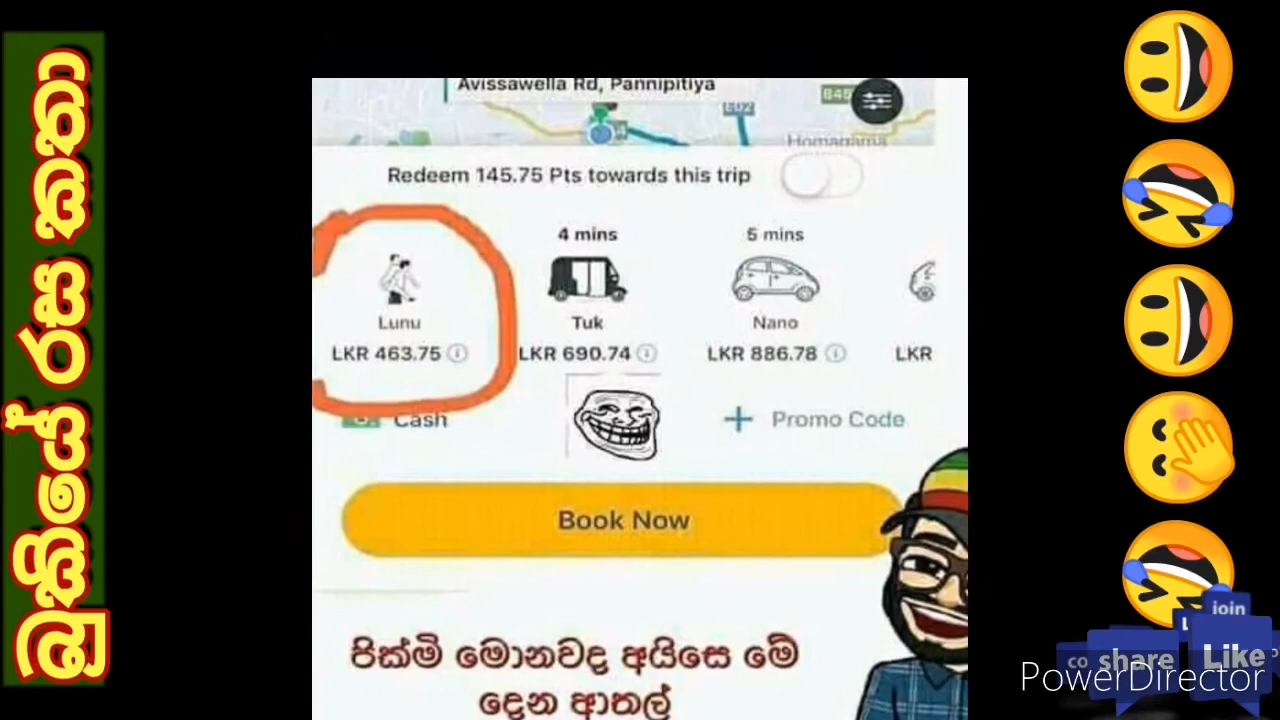 බුකියේ රස කතා
Avissawella Rd, Pannipitiya
Homagama
Redeem 145.75 Pts towards this trip
4 mins
5 mins
Lunu
Tuk
Nano
LKR 463.75
LKR 690.74
LKR 886.78
LKR
Cash
Promo Code
Book Now
පික්මි මොනවද අයිසෙ මේ
දෙන ආතල්
join
share
Like
PowerDirector